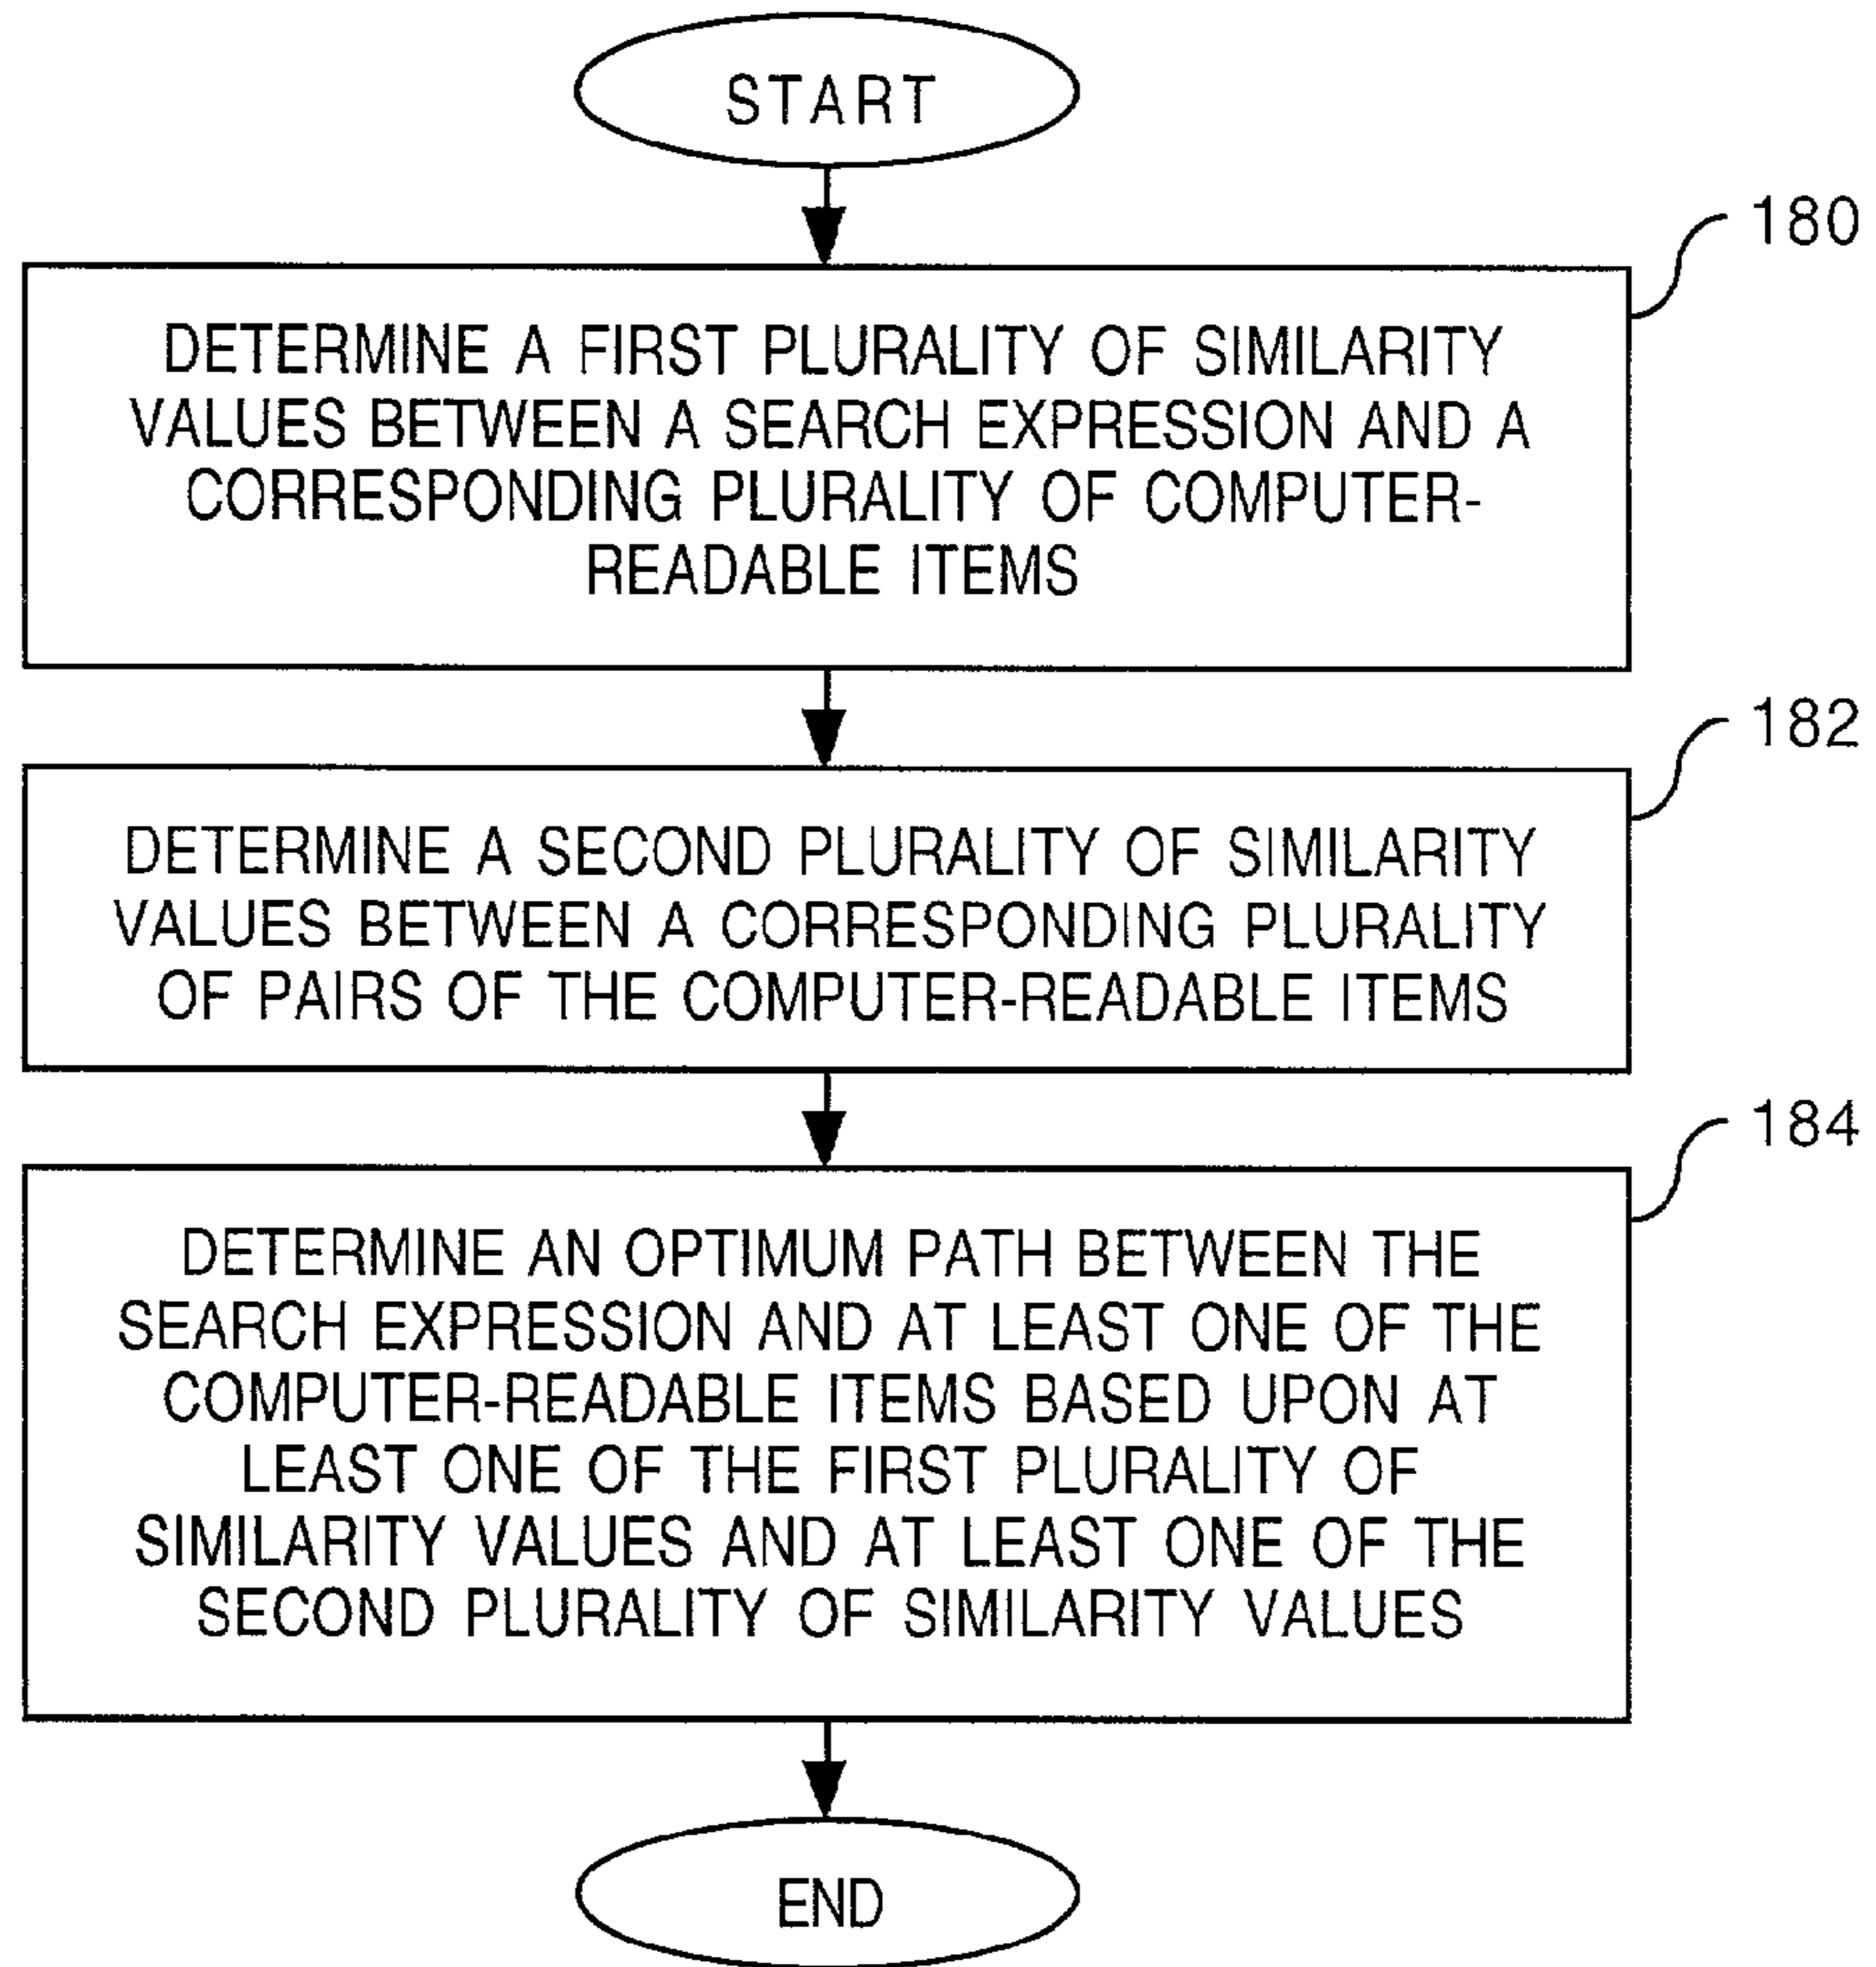 START
180
DETERMINE A FIRST PLURALITY OF SIMILARITY
VALUES BETWEEN A SEARCH EXPRESSION AND A
CORRESPONDING PLURALITY OF COMPUTER-
READABLE ITEMS
182
DETERMINE A SECOND PLURALITY OF SIMILARITY
VALUES BETWEEN A CORRESPONDING PLURALITY
OF PAIRS OF THE COMPUTER-READABLE ITEMS
184
DETERMINE AN OPTIMUM PATH BETWEEN THE
SEARCH EXPRESSION AND AT LEAST ONE OF THE
COMPUTER-READABLE ITEMS BASED UPON AT
LEAST ONE OF THE FIRST PLURALITY OF
SIMILARITY VALUES AND AT LEAST ONE OF THE
SECOND PLURALITY OF SIMILARITY VALUES
END